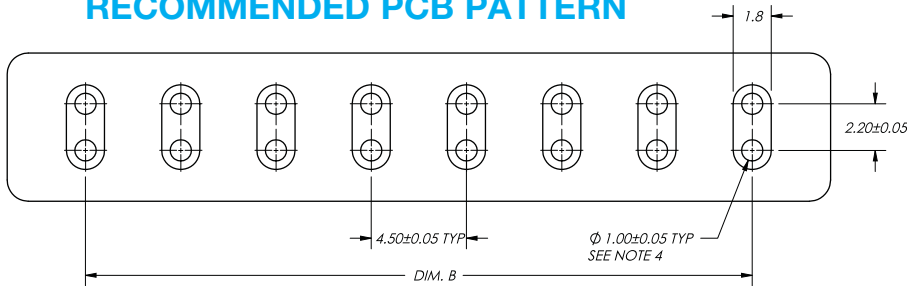 RECOMMENDED PCB PATTERN
1.8
2.20±0.05
4.50±0.05 TYP
Φ 1.00±0.05 TYP
SEE NOTE 4
DIM. B